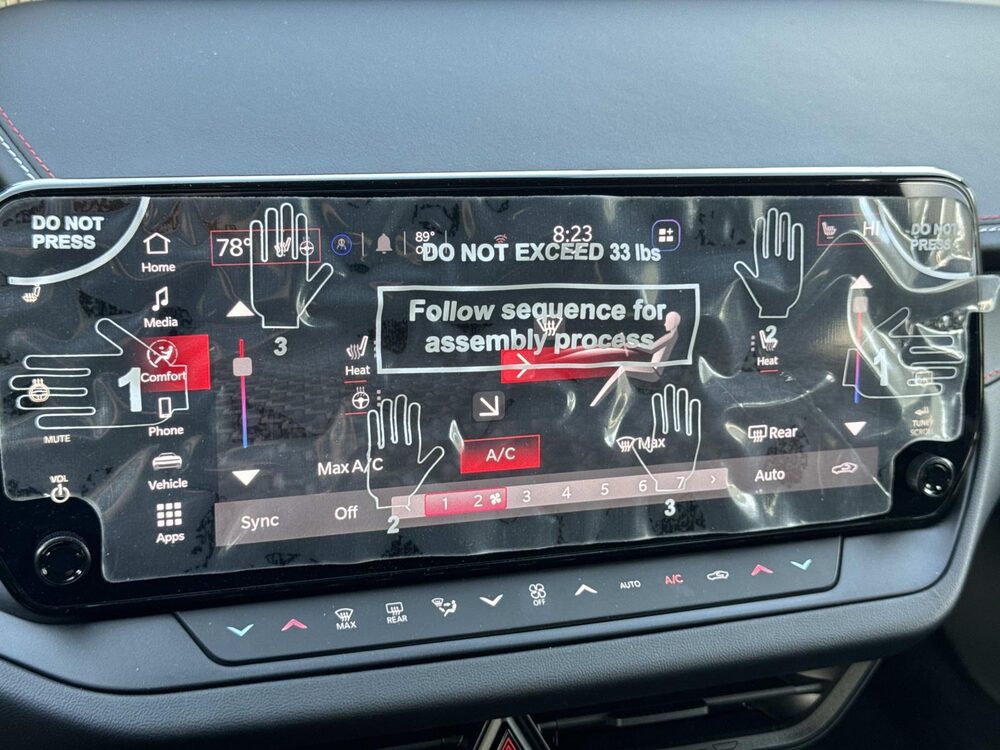 DO NOT
PRESS
78°
89°
8:23
HI
DO NOT
PRESS
DO NOT EXCEED 33 lbs
Home
Media
Follow sequence for
assembly process
3
2
1
Comfort
Heat
Heat
1
MUTE
Phone
TUNE
SCROLL
Max
Rear
A/C
Max A/C
Vehicle
Auto
VOL
Sync
Off
1 2 3 4 5 6 7
2
3
Apps
MAX
REAR
OFF
AUTO
A/C